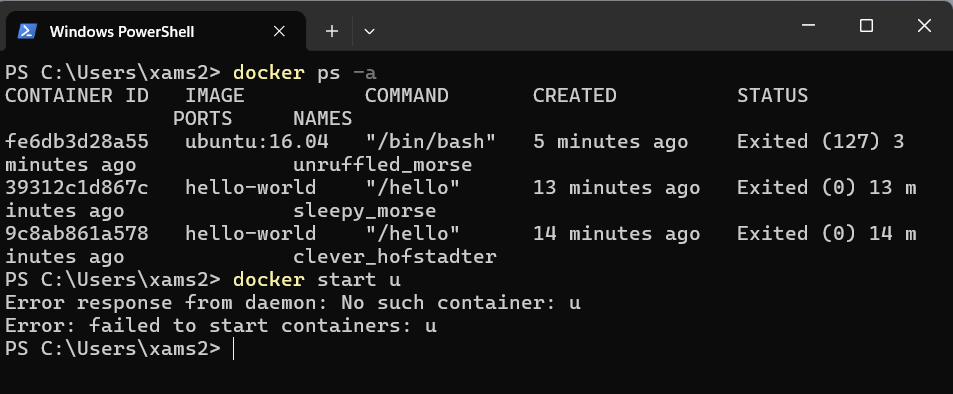 Windows PowerShell
PS C:\Users\xams2> docker ps -a
CONTAINER ID   IMAGE          COMMAND       CREATED          STATUS
              PORTS     NAMES
fe6db3d28a55   ubuntu:16.04   "/bin/bash"   5 minutes ago    Exited (127) 3
minutes ago             unruffled_morse
39312c1d867c   hello-world    "/hello"      13 minutes ago   Exited (0) 13 m
inutes ago              sleepy_morse
9c8ab861a578   hello-world    "/hello"      14 minutes ago   Exited (0) 14 m
inutes ago              clever_hofstadter
PS C:\Users\xams2> docker start u
Error response from daemon: No such container: u
Error: failed to start containers: u
PS C:\Users\xams2>